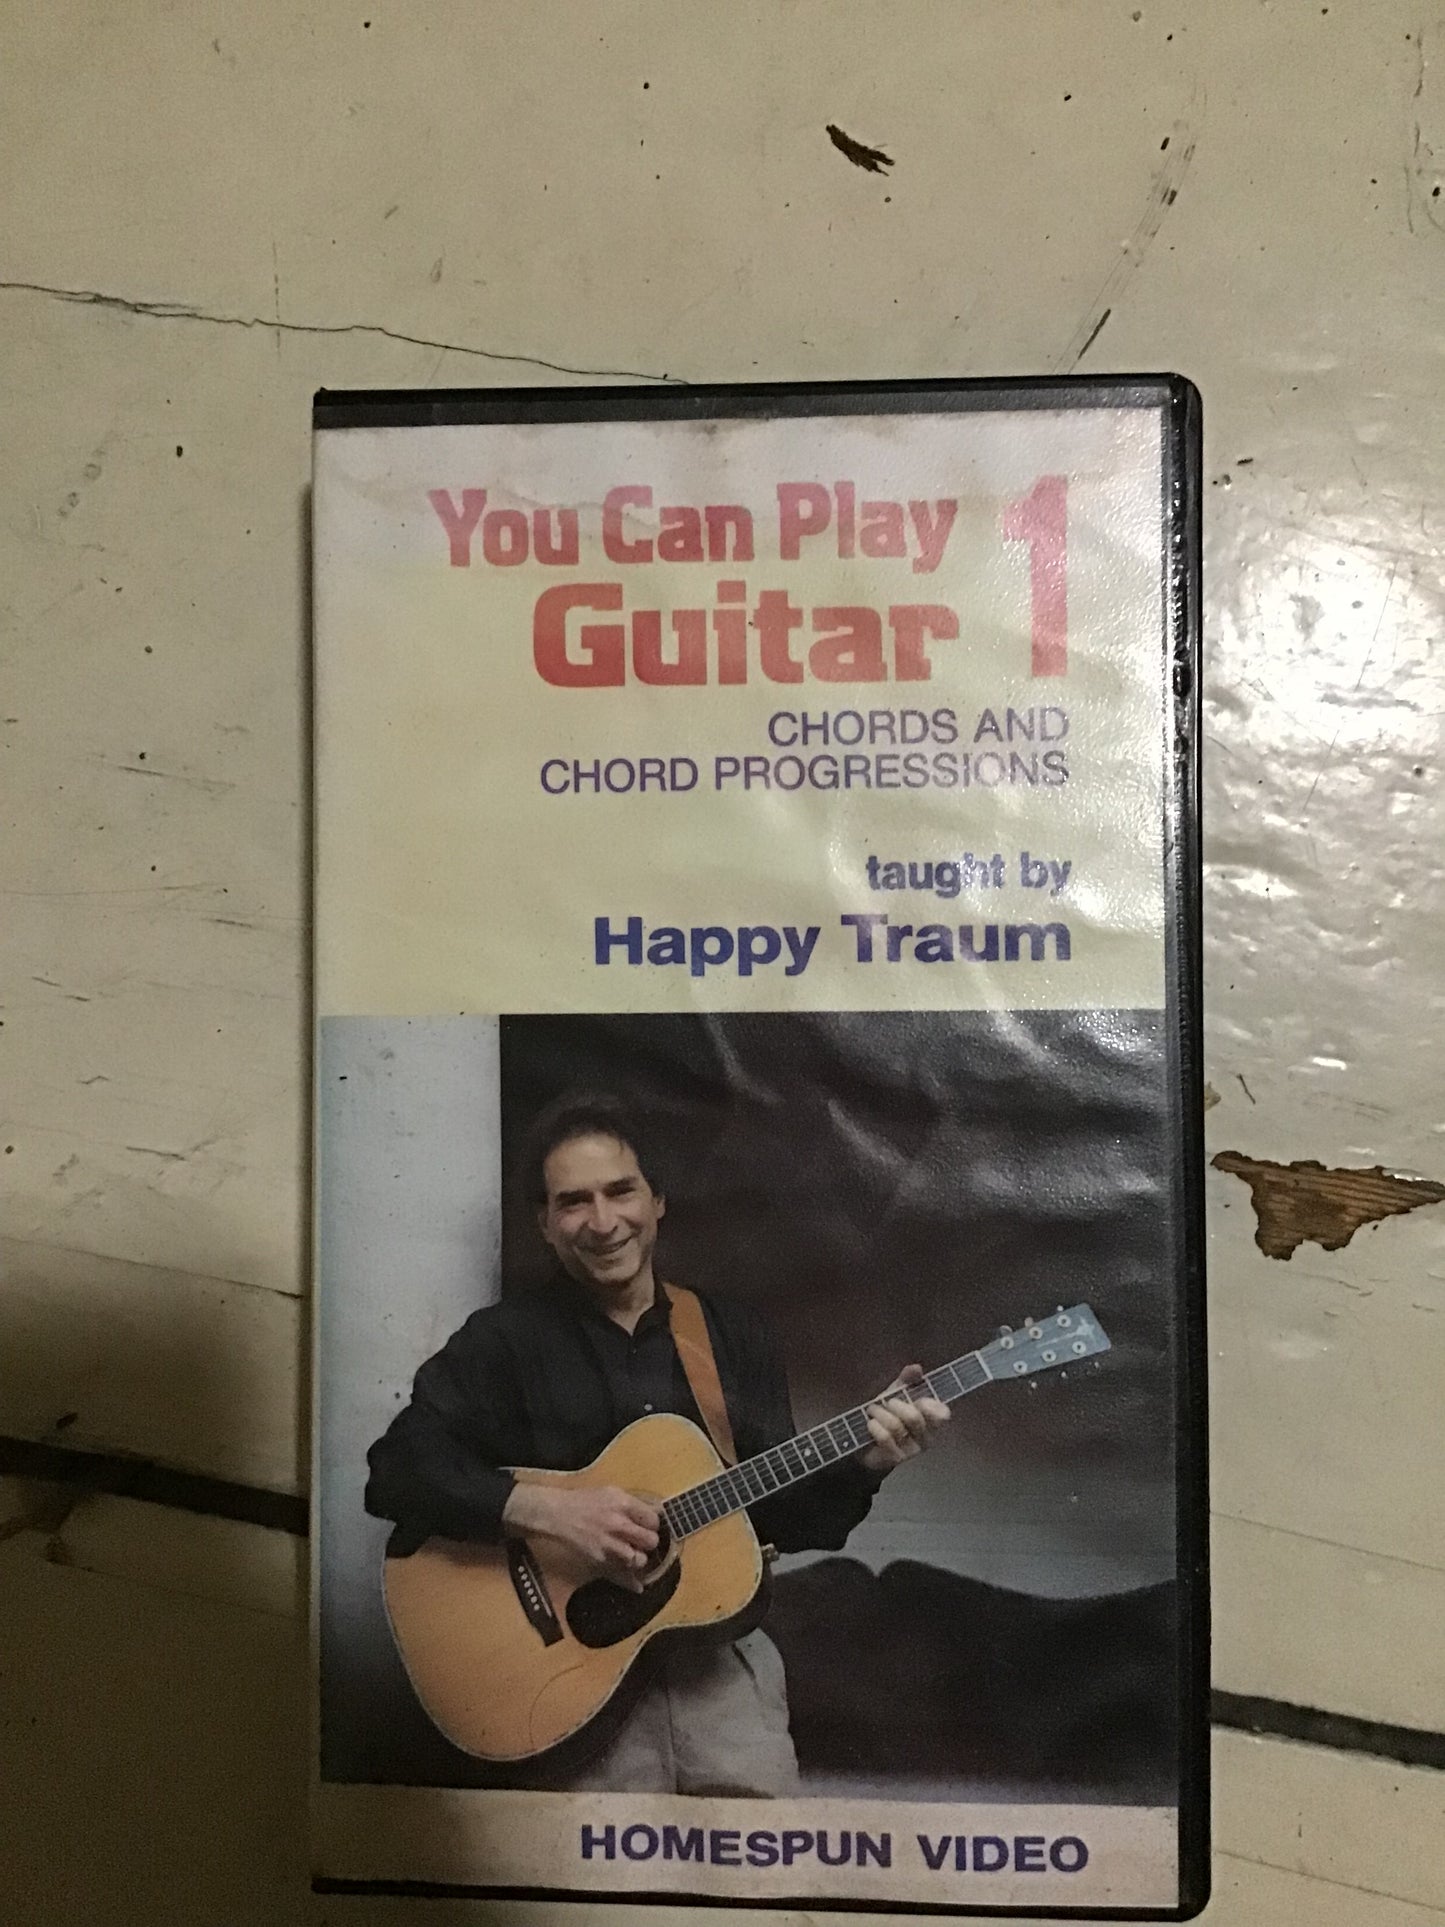 You Can Play 1
Guitar
CHORDS AND
CHORD PROGRESSIONS
taught by
Happy Traum
HOMESPUN VIDEO